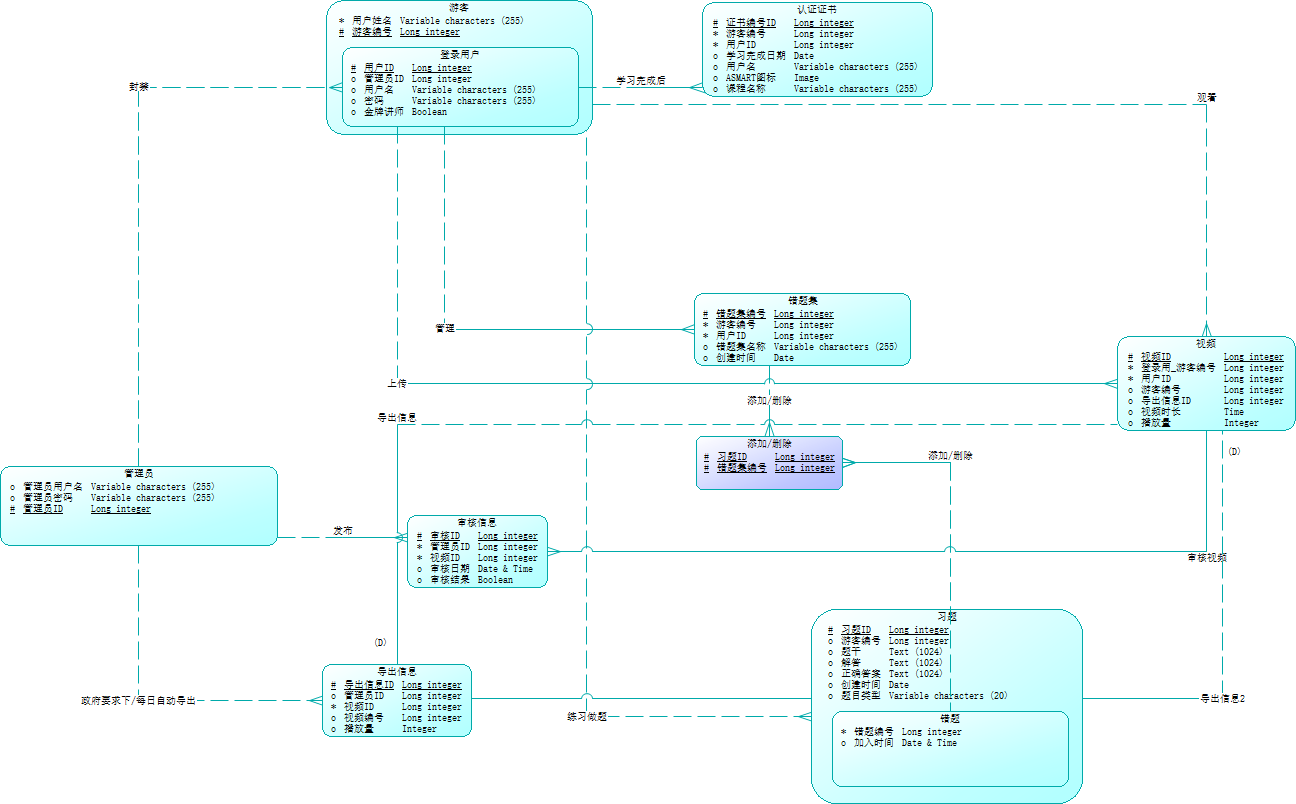 游客
* 用户姓名 Variable characters (255)
# 游客编号 Long integer
登录用户
# 用户ID Long integer
o 管理员ID Long integer
o 用户名 Variable characters (255)
o 密码 Variable characters (255)
o 金牌讲师 Boolean
认证证书
# 证书编号ID Long integer
* 游客编号 Long integer
* 用户ID Long integer
o 学习完成日期 Date
o 用户名 Variable characters (255)
o ASMART图标 Image
o 课程名称 Variable characters (255)
封禁
学习完成后
观看
错题集
# 错题集编号 Long integer
* 游客编号 Long integer
* 用户ID Long integer
o 错题集名称 Variable characters (255)
o 创建时间 Date
管理
视频
# 视频ID Long integer
* 登录用_游客编号 Long integer
* 用户ID Long integer
o 游客编号 Long integer
o 导出信息ID Long integer
o 视频时长 Time
o 播放量 Integer
上传
添加/删除
导出信息
添加/删除
# 习题ID Long integer
# 错题集编号 Long integer
添加/删除
(D)
管理员
o 管理员用户名 Variable characters (255)
o 管理员密码 Variable characters (255)
# 管理员ID Long integer
发布
审核信息
# 审核ID Long integer
* 管理员ID Long integer
* 视频ID Long integer
o 审核日期 Date & Time
o 审核结果 Boolean
审核视频
(D)
习题
# 习题ID Long integer
o 游客编号 Long integer
o 题干 Text (1024)
o 解答 Text (1024)
o 正确答案 Text (1024)
o 创建时间 Date
o 题目类型 Variable characters (20)
错题
* 错题编号 Long integer
o 加入时间 Date & Time
导出信息
# 导出信息ID Long integer
o 管理员ID Long integer
* 视频ID Long integer
o 视频编号 Long integer
o 播放量 Integer
政府要求下/每日自动导出
导出信息2
练习做题